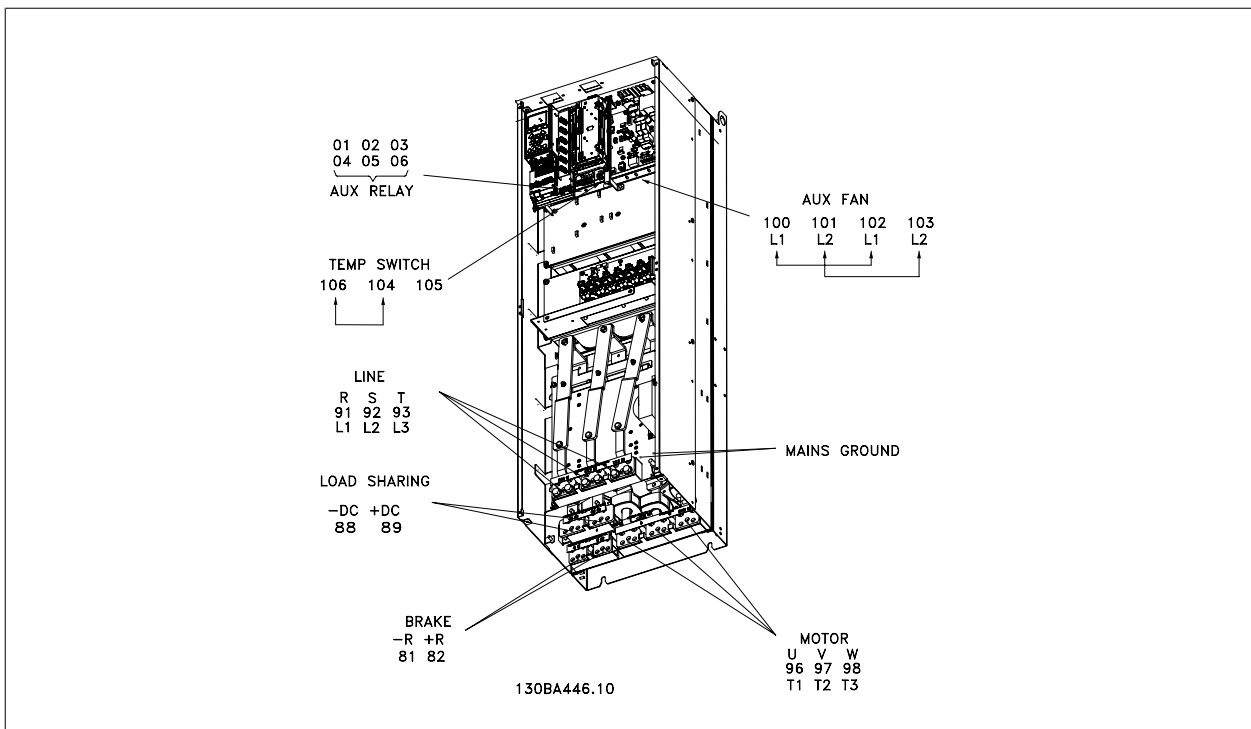 01 02 03
04 05 06
AUX RELAY
AUX FAN
100 101 102 103
L1 L2 L1 L2
TEMP SWITCH
106 104 105
LINE
R S T
91 92 93
L1 L2 L3
MAINS GROUND
LOAD SHARING
-DC +DC
88 89
BRAKE
-R +R
81 82
MOTOR
U V W
96 97 98
T1 T2 T3
130BA446.10